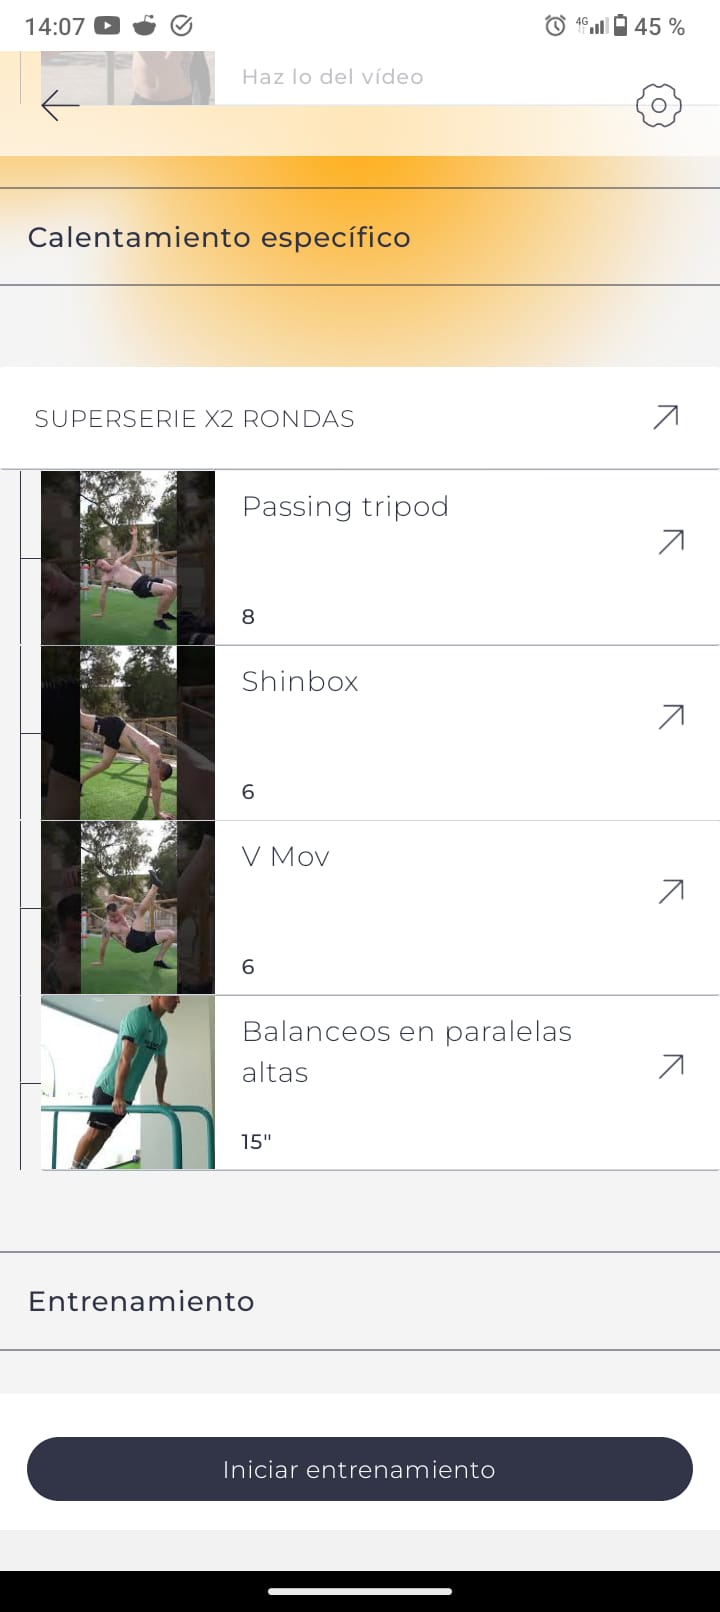 14:07
4G
45 %
Haz lo del vídeo
Calentamiento específico
SUPERSERIE X2 RONDAS
Passing tripod
8
Shinbox
6
V Mov
6
Balanceos en paralelas
altas
15"
Entrenamiento
Iniciar entrenamiento